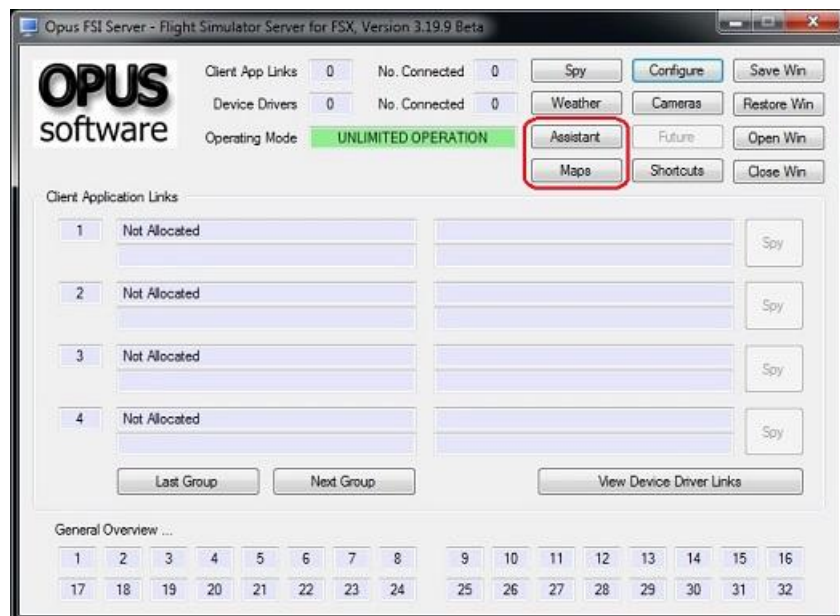 Opus FSI Server - Flight Simulator Server for FSX, Version 3.19.9 Beta
OPUS
software
Client App Links 0 No. Connected 0 Spy Configure Save Win
Device Drivers 0 No. Connected 0 Weather Cameras Restore Win
Operating Mode UNLIMITED OPERATION Assistant Future Open Win
Maps Shortcuts Close Win
Client Application Links
1 Not Allocated Spy
2 Not Allocated Spy
3 Not Allocated Spy
4 Not Allocated Spy
Last Group Next Group View Device Driver Links
General Overview ...
1 2 3 4 5 6 7 8 9 10 11 12 13 14 15 16
17 18 19 20 21 22 23 24 25 26 27 28 29 30 31 32